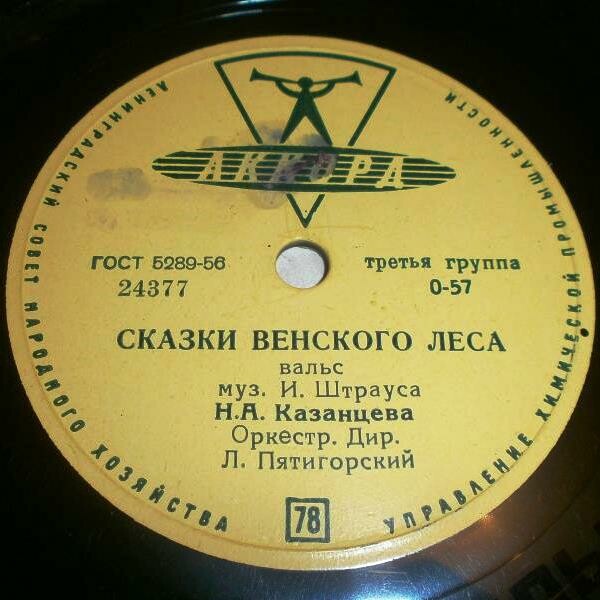 ЛЕНИНГРАДСКИЙ СОВЕТ НАРОДНОГО ХОЗЯЙСТВА
УПРАВЛЕНИЕ ХИМИЧЕСКОЙ ПРОМЫШЛЕННОСТИ
АККОРД
ГОСТ 5289-56
24377
третья группа
0-57
СКАЗКИ ВЕНСКОГО ЛЕСА
вальс
муз. И. Штрауса
Н.А. Казанцева
Оркестр. Дир.
Л. Пятигорский
78